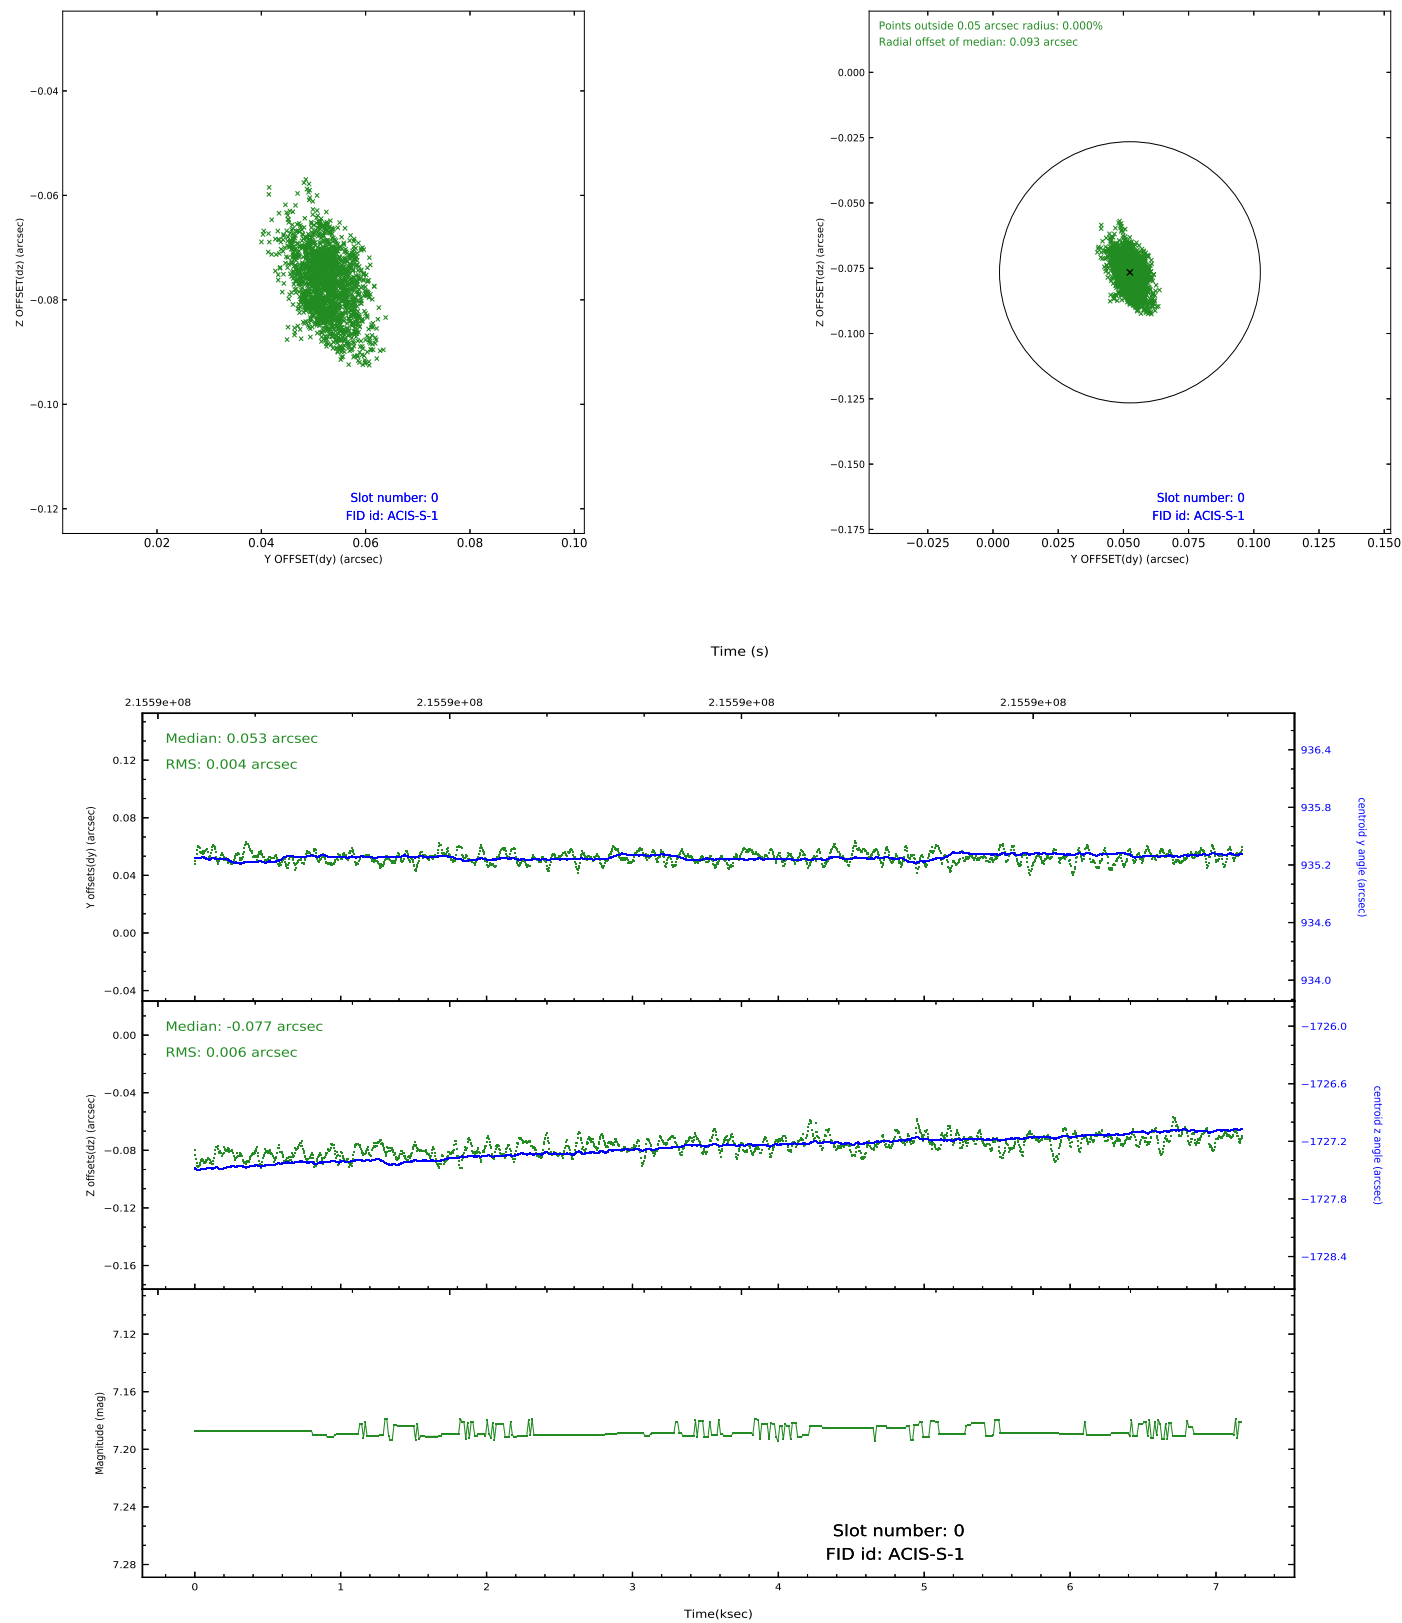 Points outside 0.05 arcsec radius: 0.000%
Radial offset of median: 0.093 arcsec
−0.04
−0.06
−0.08
−0.10
−0.12
Z OFFSET(dz) (arcsec)
Slot number: 0
FID id: ACIS-S-1
0.02 0.04 0.06 0.08 0.10
Y OFFSET(dy) (arcsec)
0.000
−0.025
−0.050
−0.075
−0.100
−0.125
−0.150
−0.175
Z OFFSET(dz) (arcsec)
Slot number: 0
FID id: ACIS-S-1
−0.025 0.000 0.025 0.050 0.075 0.100 0.125 0.150
Y OFFSET(dy) (arcsec)
Time (s)
2.1559e+08 2.1559e+08 2.1559e+08 2.1559e+08
Median: 0.053 arcsec
RMS: 0.004 arcsec
0.12
0.08
0.04
0.00
−0.04
Y offsets(dy) (arcsec)
936.4
935.8
935.2
934.6
934.0
centroid y angle (arcsec)
Median: -0.077 arcsec
RMS: 0.006 arcsec
0.00
−0.04
−0.08
−0.12
−0.16
Z offsets(dz) (arcsec)
−1726.0
−1726.6
−1727.2
−1727.8
−1728.4
centroid z angle (arcsec)
7.12
7.16
7.20
7.24
7.28
Magnitude (mag)
Slot number: 0
FID id: ACIS-S-1
0 1 2 3 4 5 6 7
Time(ksec)